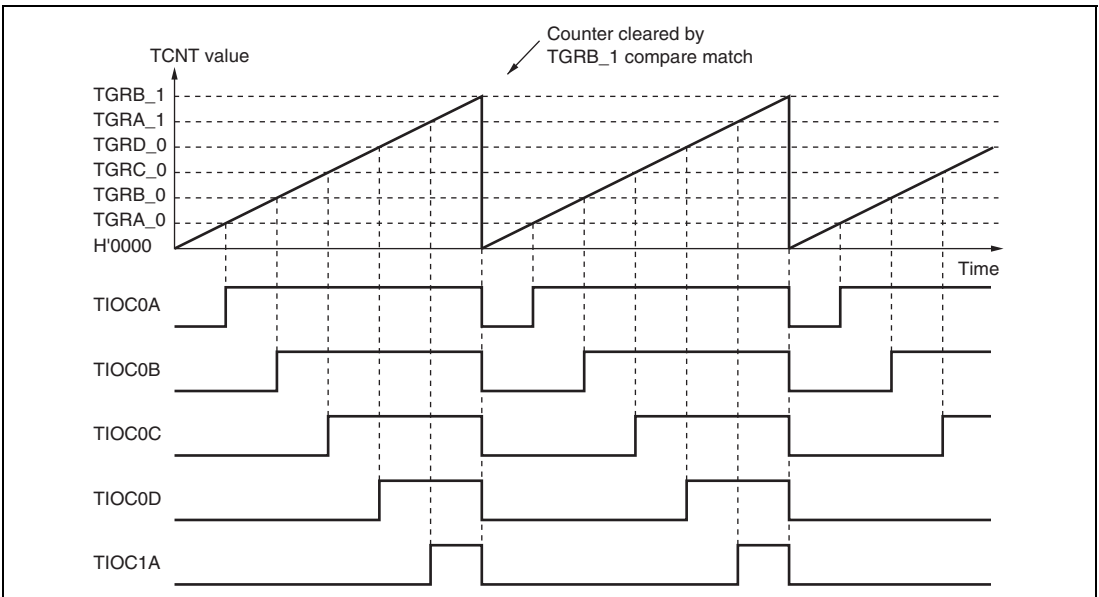 Counter cleared by
TGRB_1 compare match
TCNT value
TGRB_1
TGRA_1
TGRD_0
TGRC_0
TGRB_0
TGRA_0
H'0000
Time
TIOC0A
TIOC0B
TIOC0C
TIOC0D
TIOC1A